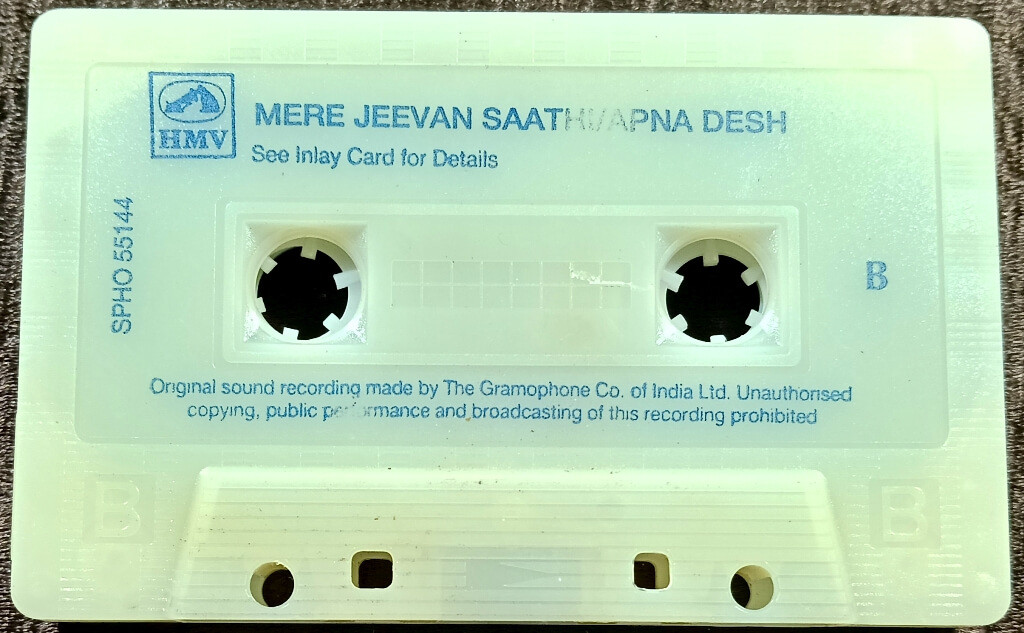 HMV
MERE JEEVAN SAATHI/APNA DESH
See Inlay Card for Details
SPHO 55144
B
Original sound recording made by The Gramophone Co. of India Ltd. Unauthorised
copying, public performance and broadcasting of this recording prohibited
B
B